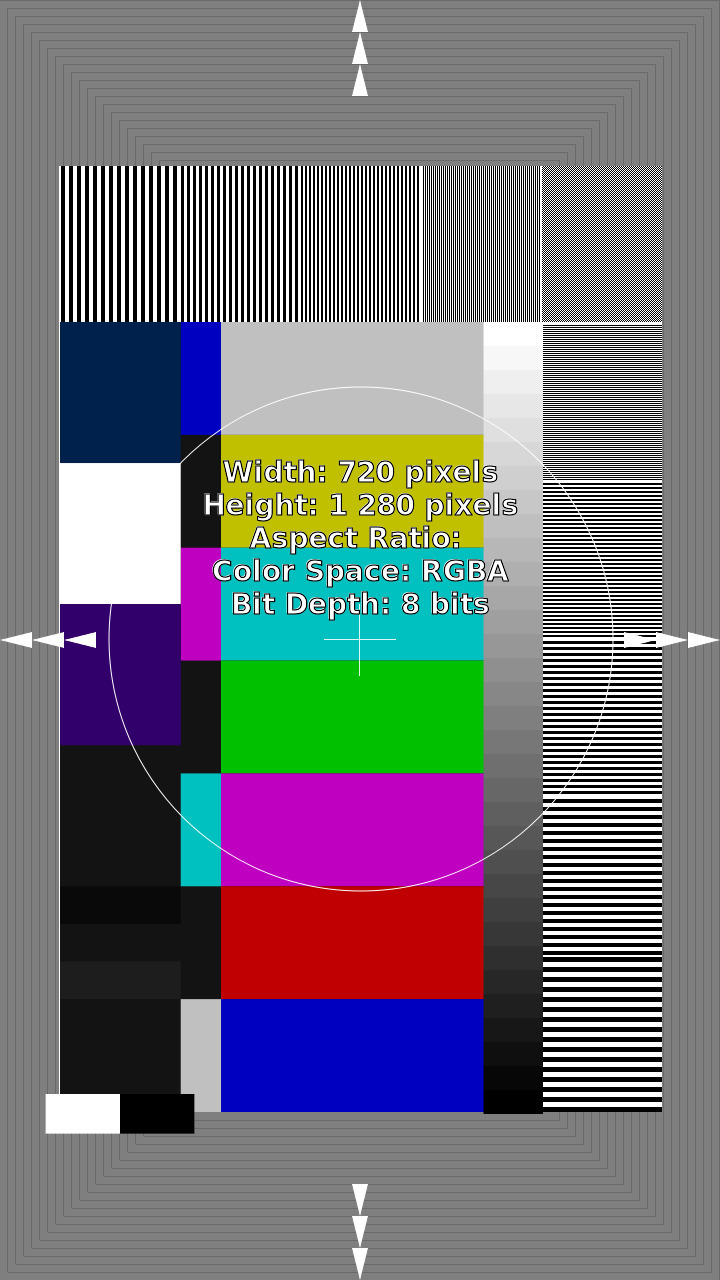 Width: 720 pixels
Height: 1 280 pixels
Aspect Ratio:
Color Space: RGBA
Bit Depth: 8 bits